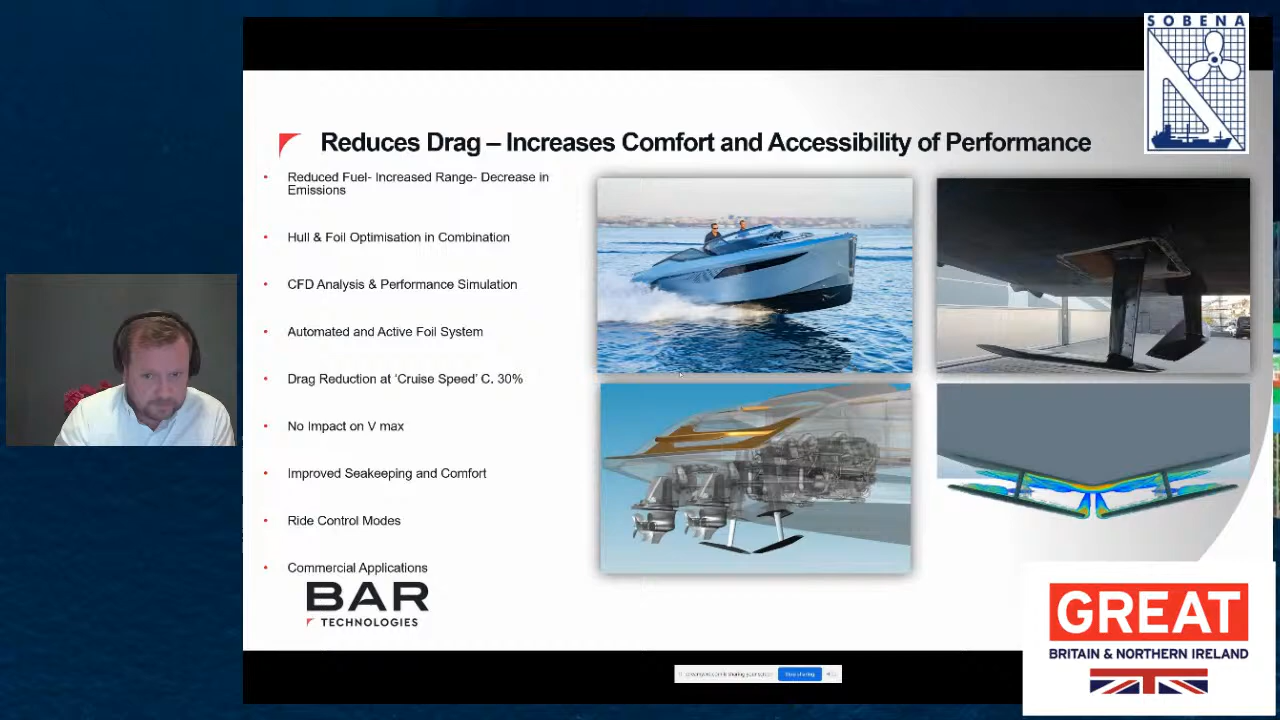 SOBENA
Reduces Drag – Increases Comfort and Accessibility of Performance
Reduced Fuel- Increased Range- Decrease in
Emissions
Hull & Foil Optimisation in Combination
CFD Analysis & Performance Simulation
Automated and Active Foil System
Drag Reduction at ‘Cruise Speed’ C. 30%
No Impact on V max
Improved Seakeeping and Comfort
Ride Control Modes
Commercial Applications
BAR
TECHNOLOGIES
GREAT
BRITAIN & NORTHERN IRELAND
Stop sharing